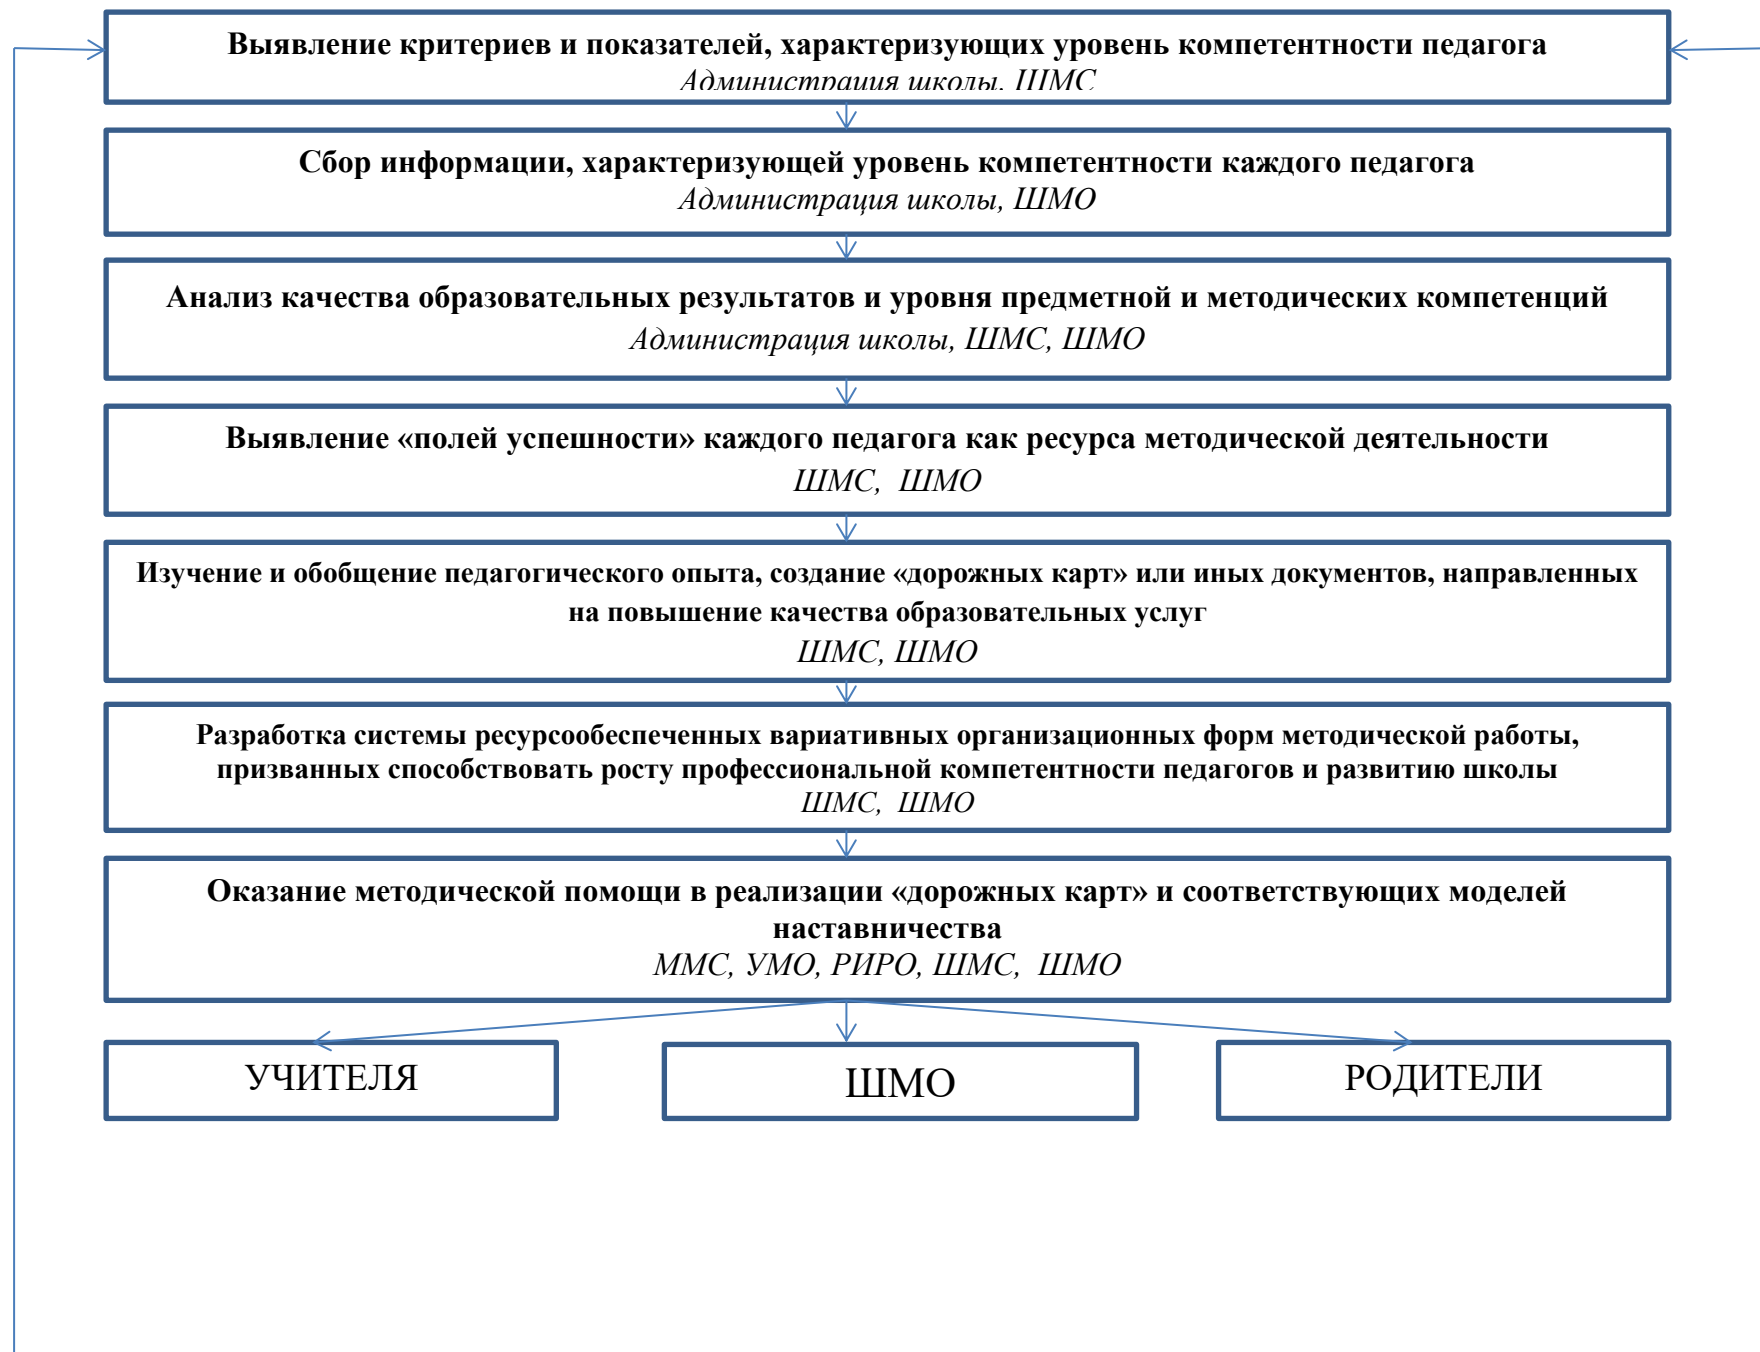 Выявление критериев и показателей, характеризующих уровень компетентности педагога
Администрация школы, ШМС
Сбор информации, характеризующей уровень компетентности каждого педагога
Администрация школы, ШМО
Анализ качества образовательных результатов и уровня предметной и методических компетенций
Администрация школы, ШМС, ШМО
Выявление «полей успешности» каждого педагога как ресурса методической деятельности
ШМС, ШМО
Изучение и обобщение педагогического опыта, создание «дорожных карт» или иных документов, направленных
на повышение качества образовательных услуг
ШМС, ШМО
Разработка системы ресурсообеспеченных вариативных организационных форм методической работы,
призванных способствовать росту профессиональной компетентности педагогов и развитию школы
ШМС, ШМО
Оказание методической помощи в реализации «дорожных карт» и соответствующих моделей
наставничества
ММС, УМО, РИРО, ШМС, ШМО
УЧИТЕЛЯ
ШМО
РОДИТЕЛИ